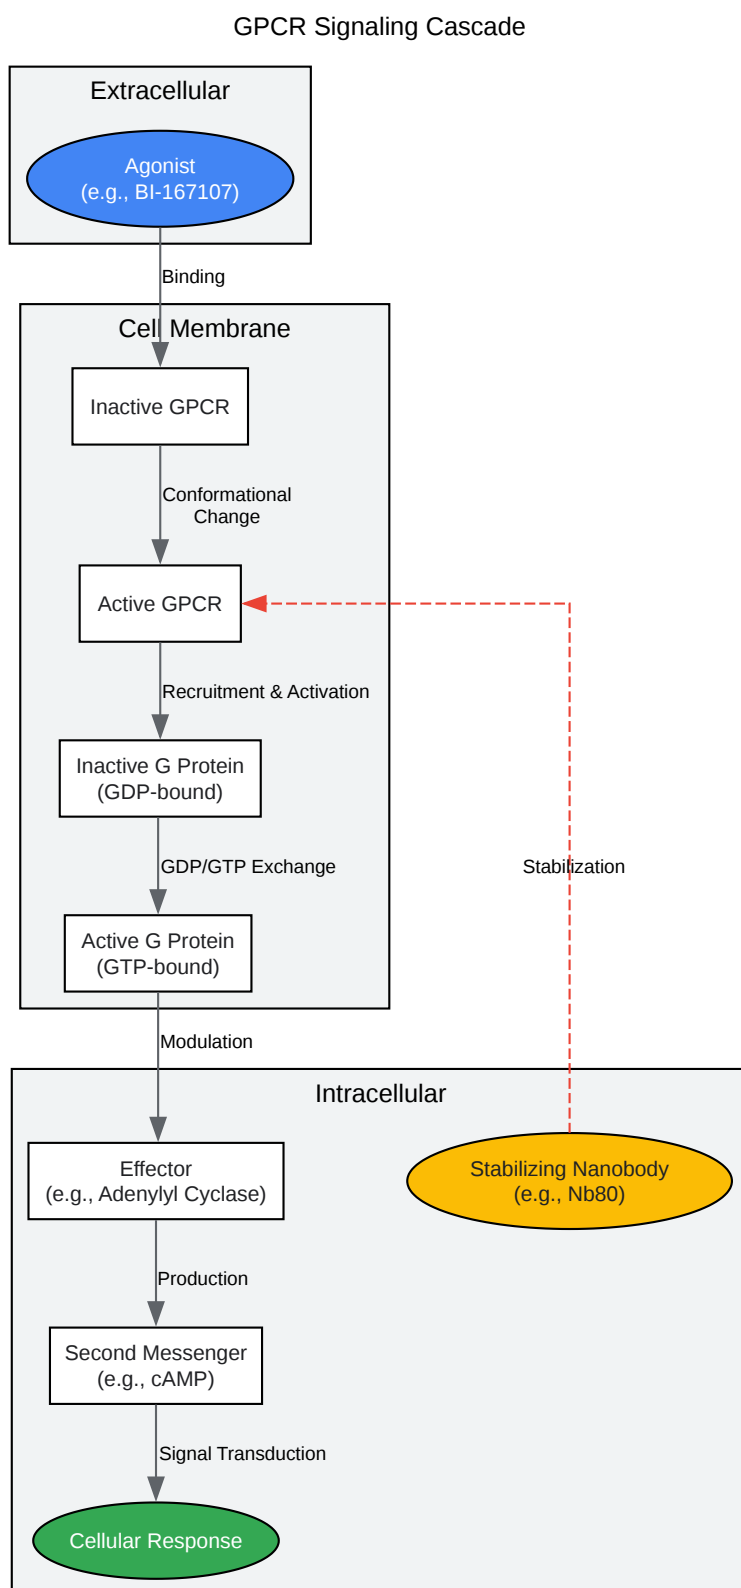 GPCR Signaling Cascade
Extracellular
Agonist
(e.g., BI-167107)
Binding
Cell Membrane
Inactive GPCR
Conformational
Change
Active GPCR
Recruitment & Activation
Inactive G Protein
(GDP-bound)
GDP/GTP Exchange
Stabilization
Active G Protein
(GTP-bound)
Modulation
Intracellular
Effector
(e.g., Adenylyl Cyclase)
Stabilizing Nanobody
(e.g., Nb80)
Production
Second Messenger
(e.g., cAMP)
Signal Transduction
Cellular Response